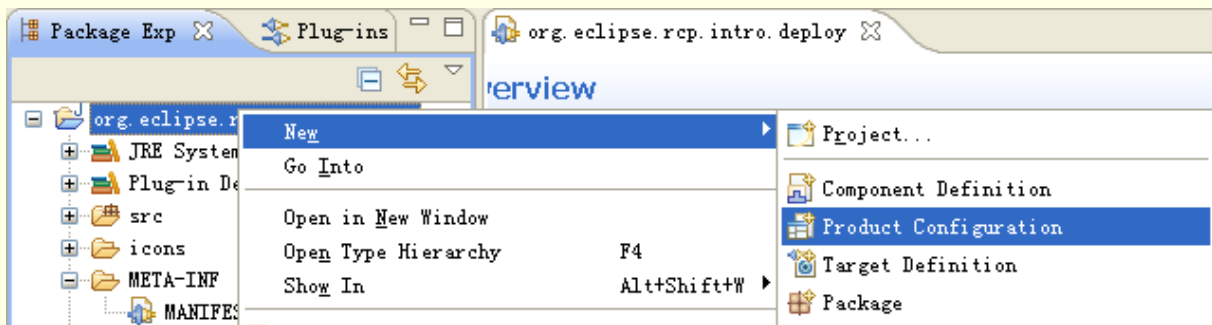 Package Exp
Plug-ins
org.eclipse.rcp.intro.deploy
erview
org.eclipse.r
JRE System
Plug-in De
src
icons
META-INF
MANIFES
New
Go Into
Open in New Window
Open Type Hierarchy F4
Show In Alt+Shift+W
Project...
Component Definition
Product Configuration
Target Definition
Package